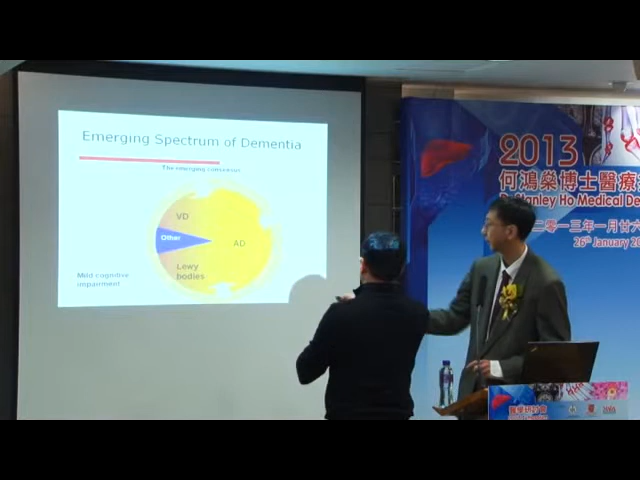 Emerging Spectrum of Dementia
The emerging consensus
VD
Other
AD
Lewy
bodies
Mild cognitive
impairment
2013
何鴻燊博士醫療
Dr Stanley Ho Medical De
二零一三年一月廿六
26th January 20